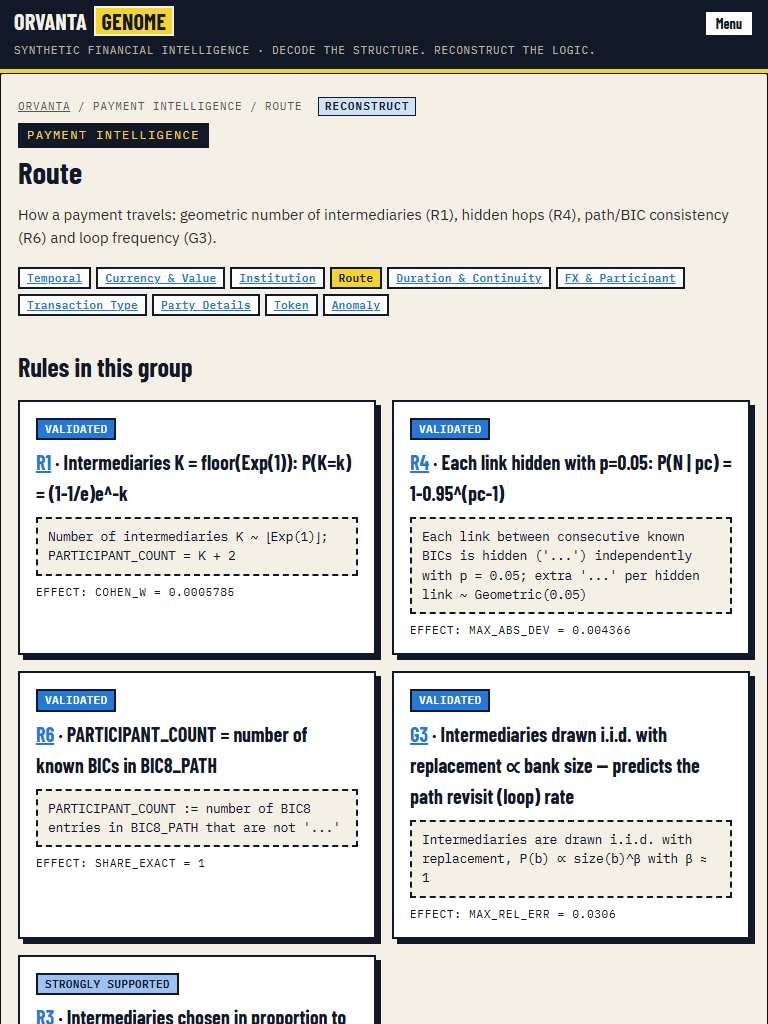 ORVANTA GENOME
Menu
SYNTHETIC FINANCIAL INTELLIGENCE · DECODE THE STRUCTURE. RECONSTRUCT THE LOGIC.
ORVANTA / PAYMENT INTELLIGENCE / ROUTE RECONSTRUCT
PAYMENT INTELLIGENCE
Route
How a payment travels: geometric number of intermediaries (R1), hidden hops (R4), path/BIC consistency
(R6) and loop frequency (G3).
Temporal Currency & Value Institution Route Duration & Continuity FX & Participant
Transaction Type Party Details Token Anomaly
Rules in this group
VALIDATED
R1 · Intermediaries K = floor(Exp(1)): P(K=k)
= (1-1/e)e^-k
Number of intermediaries K ~ ⌊Exp(1)⌋;
PARTICIPANT_COUNT = K + 2
EFFECT: COHEN_W = 0.0005785
VALIDATED
R4 · Each link hidden with p=0.05: P(N | pc) =
1-0.95^(pc-1)
Each link between consecutive known
BICs is hidden ('...') independently
with p = 0.05; extra '...' per hidden
link ~ Geometric(0.05)
EFFECT: MAX_ABS_DEV = 0.004366
VALIDATED
R6 · PARTICIPANT_COUNT = number of
known BICs in BIC8_PATH
PARTICIPANT_COUNT := number of BIC8
entries in BIC8_PATH that are not '...'
EFFECT: SHARE_EXACT = 1
VALIDATED
G3 · Intermediaries drawn i.i.d. with
replacement ∝ bank size — predicts the
path revisit (loop) rate
Intermediaries are drawn i.i.d. with
replacement, P(b) ∝ size(b)^β with β ≈
1
EFFECT: MAX_REL_ERR = 0.0306
STRONGLY SUPPORTED
R3 · Intermediaries chosen in proportion to